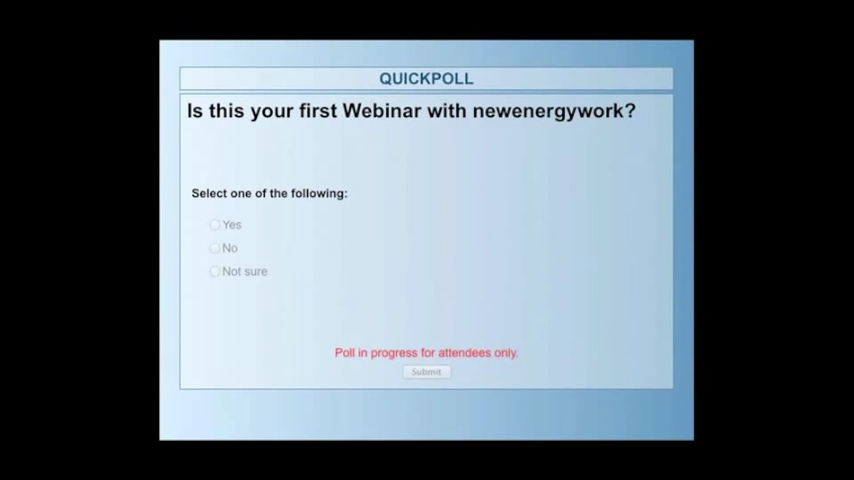 QUICKPOLL
Is this your first Webinar with newenergywork?
Select one of the following:
Yes
No
Not sure
Poll in progress for attendees only.
Submit